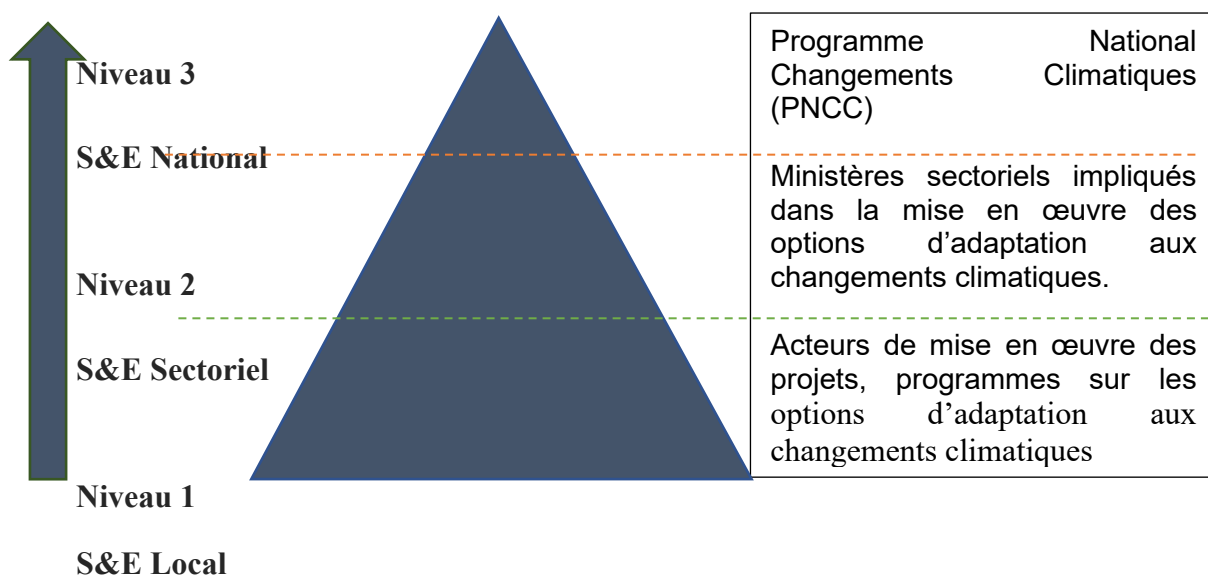 Niveau 3
S&E National
Niveau 2
S&E Sectoriel
Niveau 1
S&E Local
Programme National
Changements Climatiques
(PNCC)
Ministères sectoriels impliqués
dans la mise en œuvre des
options d’adaptation aux
changements climatiques.
Acteurs de mise en œuvre des
projets, programmes sur les
options d’adaptation aux
changements climatiques